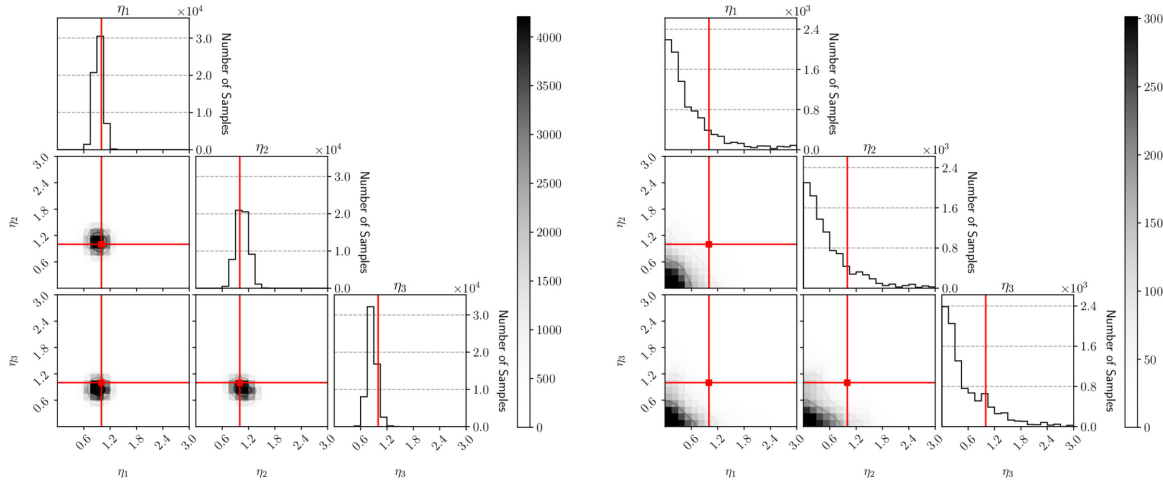 η1 ×10^4
3.0
2.0
1.0
0.0
Number of Samples
η2 ×10^4
3.0
2.4
1.8
1.2
0.6
η2
3.0
2.0
1.0
0.0
Number of Samples
η3 ×10^4
3.0
2.4
1.8
1.2
0.6
η3
3.0
2.0
1.0
0.0
Number of Samples
0.6 1.2 1.8 2.4 3.0
0.6 1.2 1.8 2.4 3.0
0.6 1.2 1.8 2.4 3.0
η1 η2 η3
4000
3500
3000
2500
2000
1500
1000
500
0
η1 ×10^3
2.4
1.6
0.8
0.0
Number of Samples
η2 ×10^3
3.0
2.4
1.8
1.2
0.6
η2
2.4
1.6
0.8
0.0
Number of Samples
η3 ×10^3
3.0
2.4
1.8
1.2
0.6
η3
2.4
1.6
0.8
0.0
Number of Samples
0.6 1.2 1.8 2.4 3.0
0.6 1.2 1.8 2.4 3.0
0.6 1.2 1.8 2.4 3.0
η1 η2 η3
300
250
200
150
100
50
0